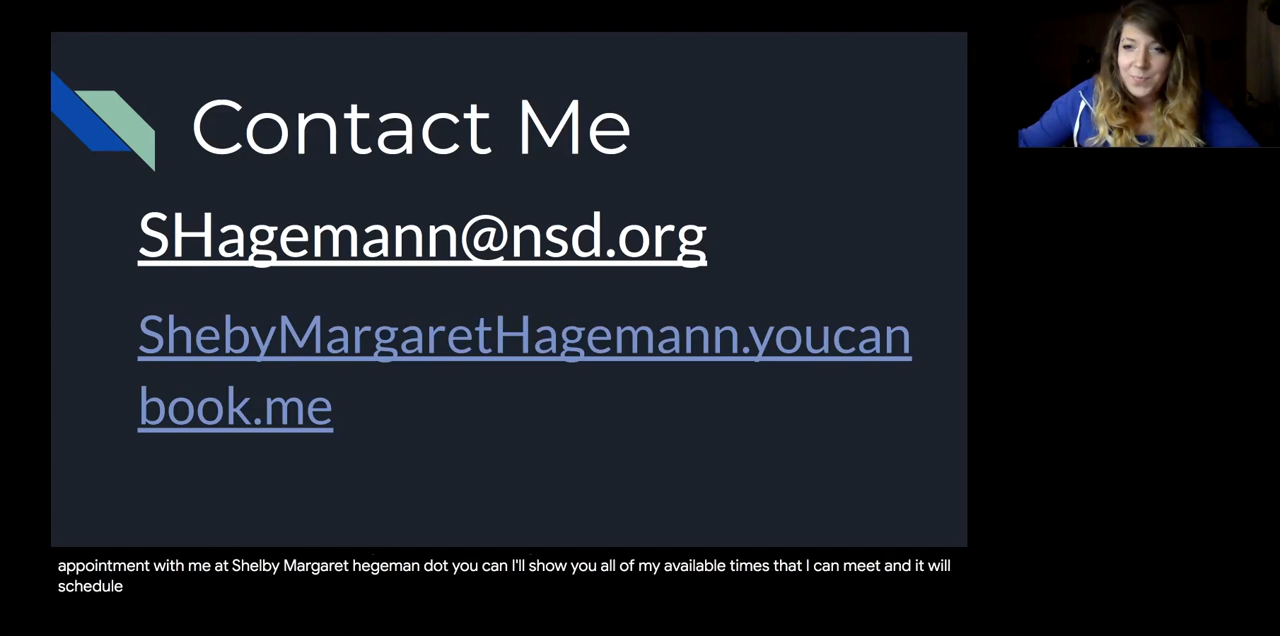 Contact Me
SHagemann@nsd.org
ShebyMargaretHagemann.youcan
book.me
appointment with me at Shelby Margaret hegeman dot you can I'll show you all of my available times that I can meet and it will
schedule